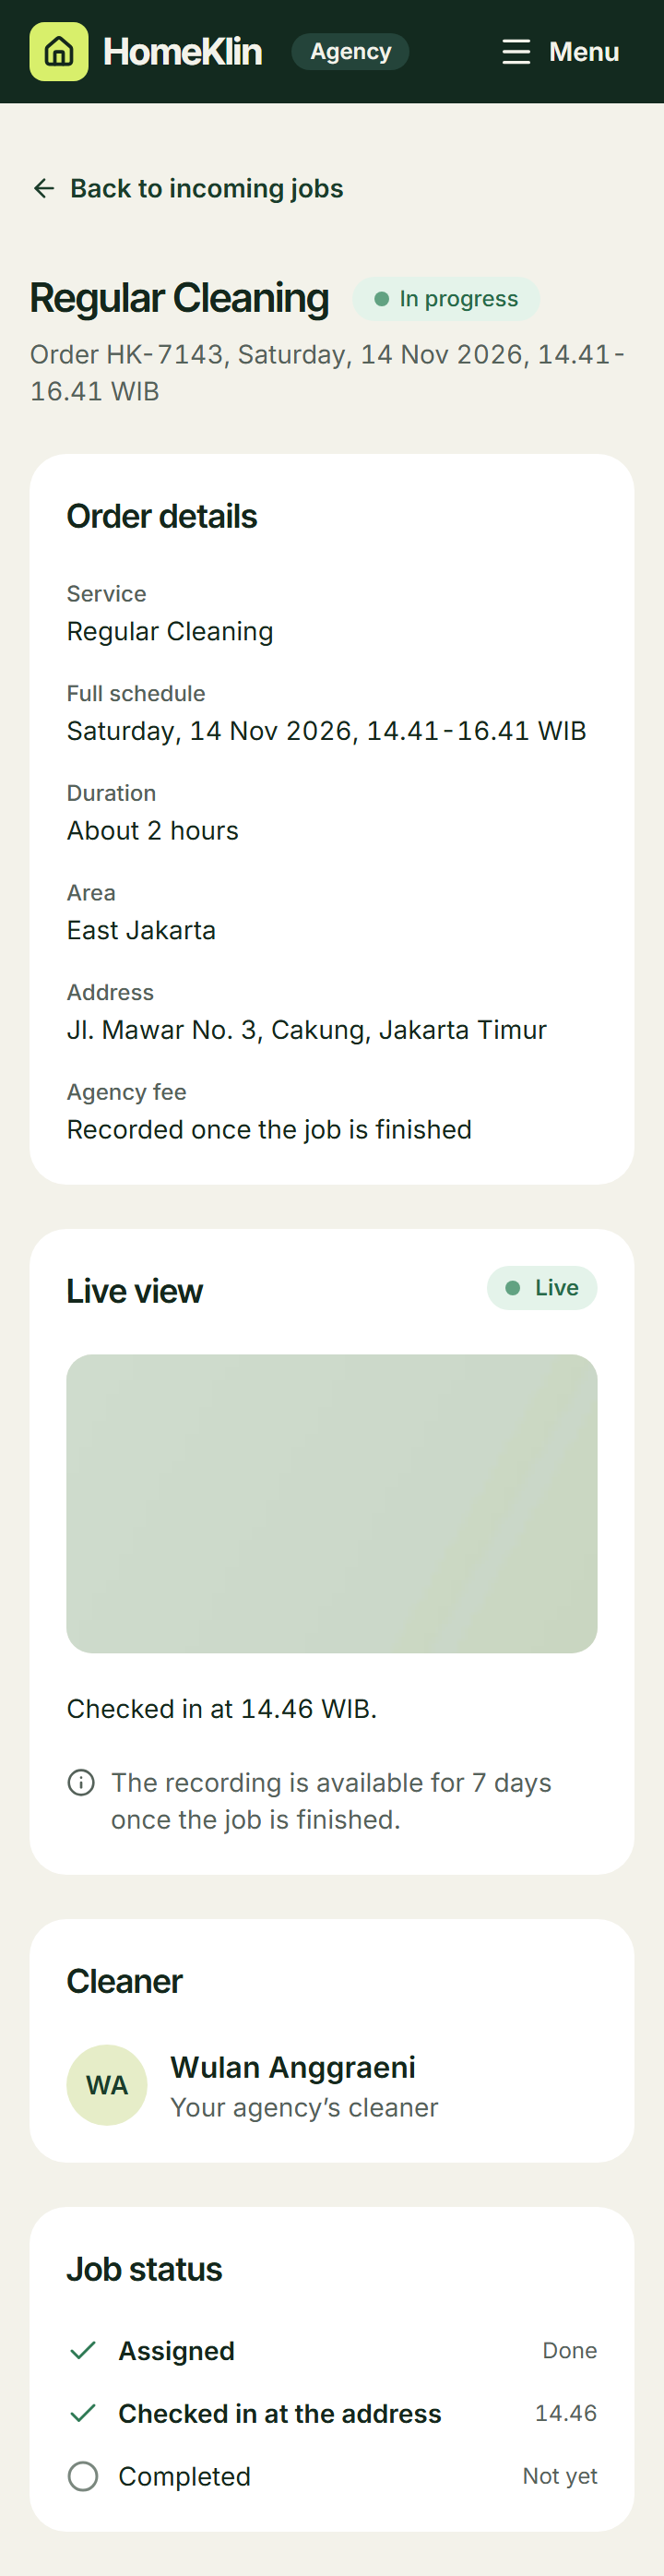 HomeKlin
Agency
Menu
Back to incoming jobs
Regular Cleaning
In progress
Order HK-7143, Saturday, 14 Nov 2026, 14.41-
16.41 WIB
Order details
Service
Regular Cleaning
Full schedule
Saturday, 14 Nov 2026, 14.41-16.41 WIB
Duration
About 2 hours
Area
East Jakarta
Address
Jl. Mawar No. 3, Cakung, Jakarta Timur
Agency fee
Recorded once the job is finished
Live view
Live
Checked in at 14.46 WIB.
The recording is available for 7 days
once the job is finished.
Cleaner
WA
Wulan Anggraeni
Your agency’s cleaner
Job status
Assigned
Done
Checked in at the address
14.46
Completed
Not yet